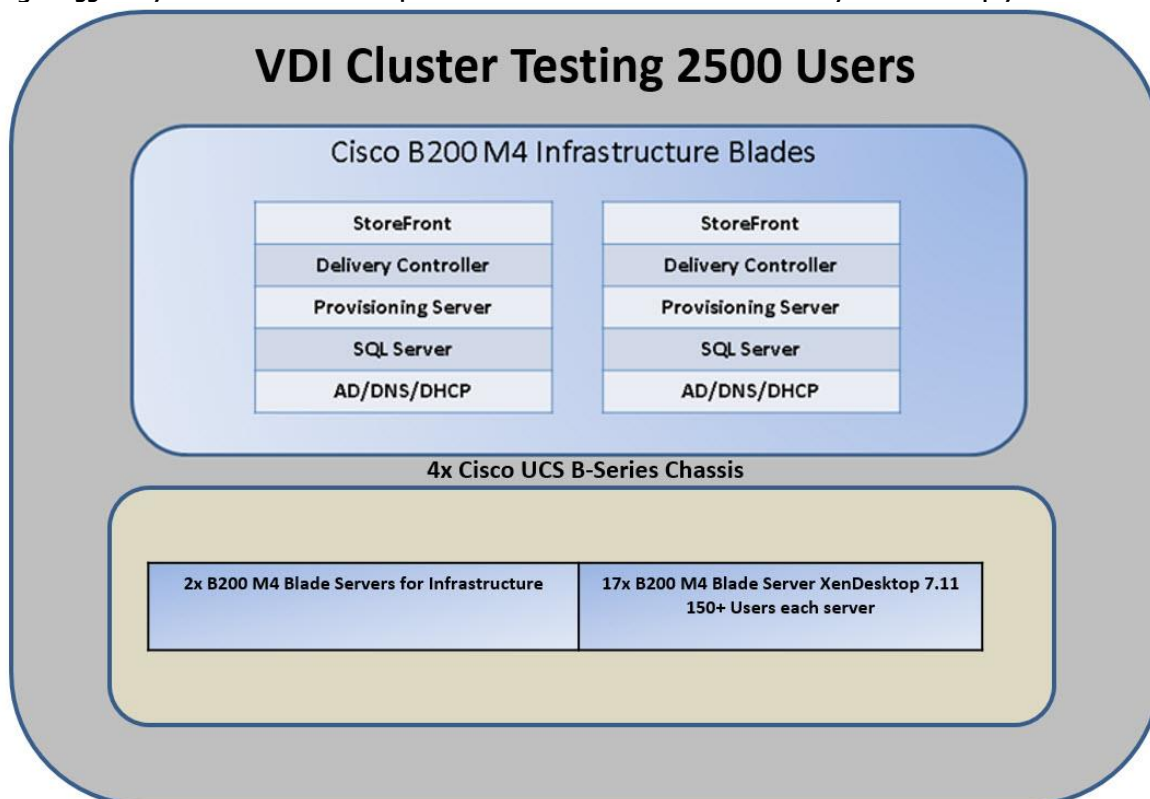 VDI Cluster Testing 2500 Users
Cisco B200 M4 Infrastructure Blades
StoreFront
Delivery Controller
Provisioning Server
SQL Server
AD/DNS/DHCP
StoreFront
Delivery Controller
Provisioning Server
SQL Server
AD/DNS/DHCP
4x Cisco UCS B-Series Chassis
2x B200 M4 Blade Servers for Infrastructure
17x B200 M4 Blade Server XenDesktop 7.11
150+ Users each server